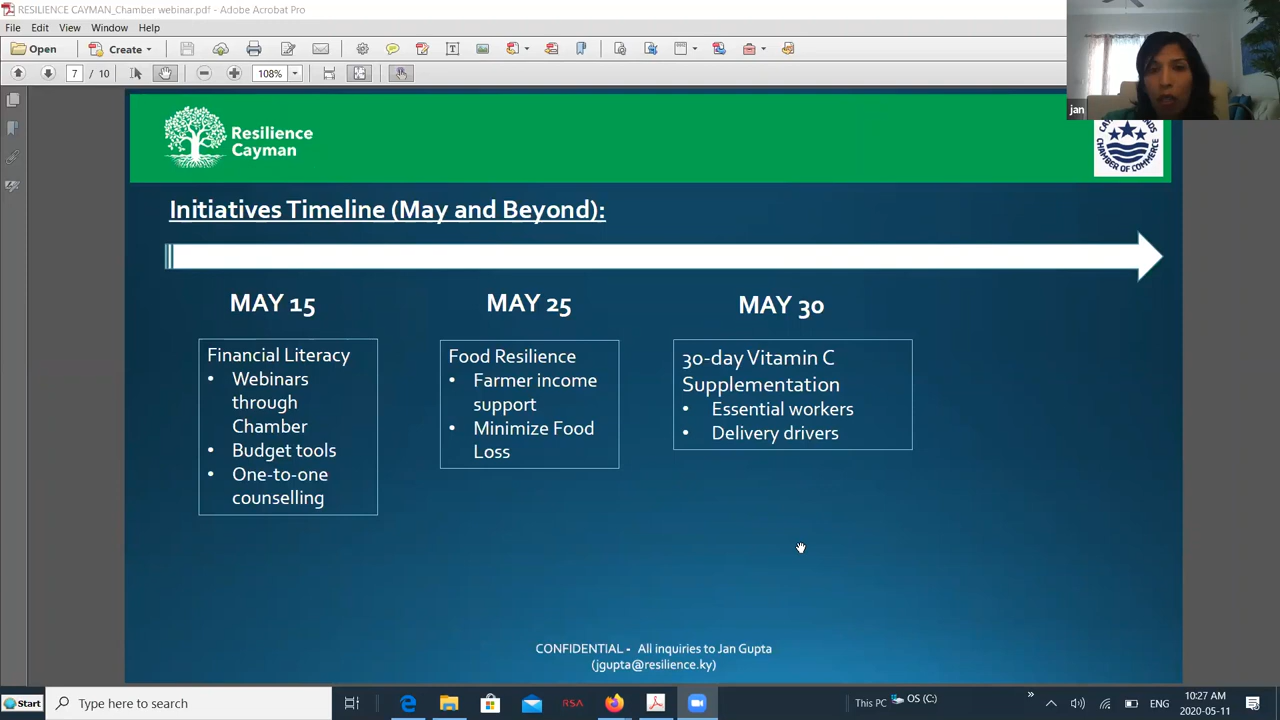 RESILIENCE CAYMAN_Chamber webinar.pdf - Adobe Acrobat Pro
File Edit View Window Help
Open Create
7 / 10 108%
jan
Resilience
Cayman
CHAMBER OF COMMERCE
Initiatives Timeline (May and Beyond):
MAY 15
Financial Literacy
• Webinars
through
Chamber
• Budget tools
• One-to-one
counselling
MAY 25
Food Resilience
• Farmer income
support
• Minimize Food
Loss
MAY 30
30-day Vitamin C
Supplementation
• Essential workers
• Delivery drivers
CONFIDENTIAL - All inquiries to Jan Gupta
(jgupta@resilience.ky)
Start Type here to search RSA This PC OS (C:) » ENG 10:27 AM
2020-05-11